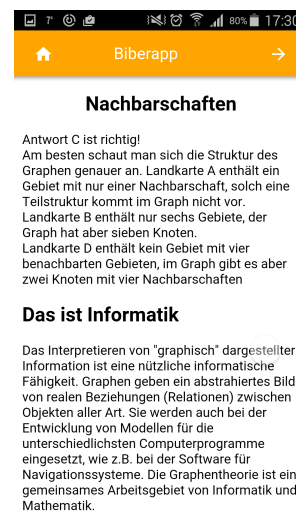 7°
80%
17:30
Biberapp
Nachbarschaften
Antwort C ist richtig!
Am besten schaut man sich die Struktur des
Graphen genauer an. Landkarte A enthält ein
Gebiet mit nur einer Nachbarschaft, solch eine
Teilstruktur kommt im Graph nicht vor.
Landkarte B enthält nur sechs Gebiete, der
Graph hat aber sieben Knoten.
Landkarte D enthält kein Gebiet mit vier
benachbarten Gebieten, im Graph gibt es aber
zwei Knoten mit vier Nachbarschaften
Das ist Informatik
Das Interpretieren von "graphisch" dargestellter
Information ist eine nützliche informatische
Fähigkeit. Graphen geben ein abstrahiertes Bild
von realen Beziehungen (Relationen) zwischen
Objekten aller Art. Sie werden auch bei der
Entwicklung von Modellen für die
unterschiedlichsten Computerprogramme
eingesetzt, wie z.B. bei der Software für
Navigationssysteme. Die Graphentheorie ist ein
gemeinsames Arbeitsgebiet von Informatik und
Mathematik.